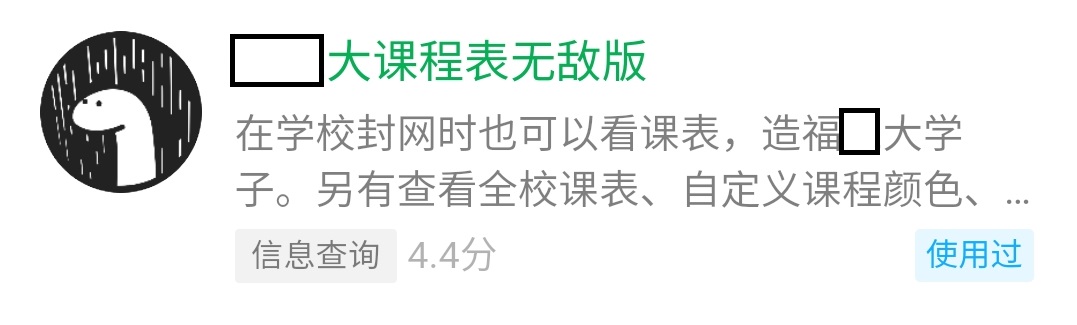 大课程表无敌版
在学校封网时也可以看课表，造福大学
子。另有查看全校课表、自定义课程颜色、...
信息查询 4.4分 使用过